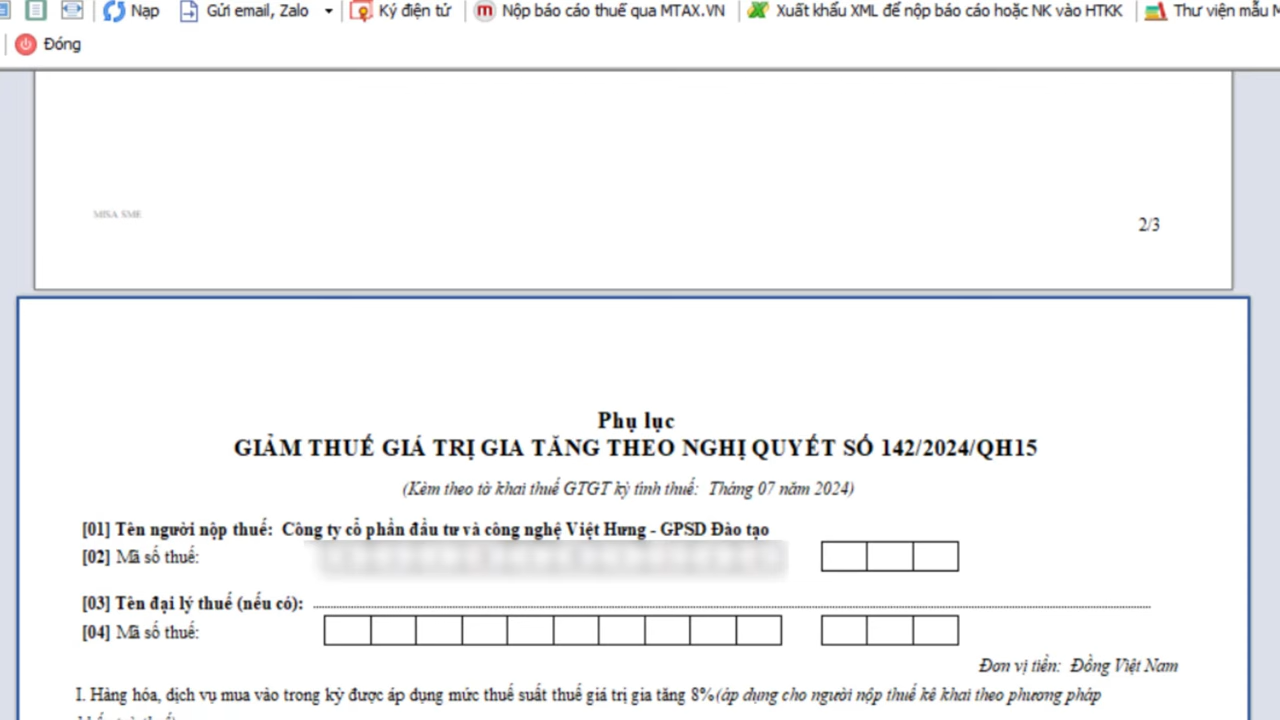 Nạp Gửi email, Zalo Ký điện tử Nộp báo cáo thuế qua MTAX.VN Xuất khẩu XML để nộp báo cáo hoặc NK vào HTKK Thư viện mẫu
Đóng
MISA SME
2/3
Phụ lục
GIẢM THUẾ GIÁ TRỊ GIA TĂNG THEO NGHỊ QUYẾT SỐ 142/2024/QH15
(Kèm theo tờ khai thuế GTGT kỳ tính thuế: Tháng 07 năm 2024)
[01] Tên người nộp thuế: Công ty cổ phần đầu tư và công nghệ Việt Hưng - GPSD Đào tạo
[02] Mã số thuế:
[03] Tên đại lý thuế (nếu có):
[04] Mã số thuế:
Đơn vị tiền: Đồng Việt Nam
I. Hàng hóa, dịch vụ mua vào trong kỳ được áp dụng mức thuế suất thuế giá trị gia tăng 8%(áp dụng cho người nộp thuế kê khai theo phương pháp